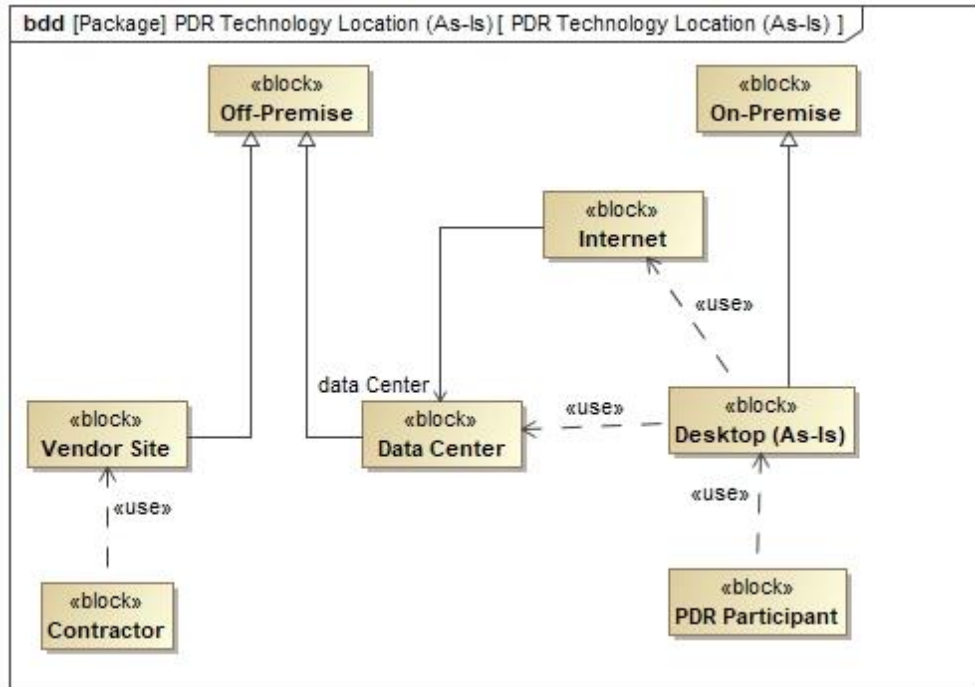 bdd [Package] PDR Technology Location (As-Is) [ PDR Technology Location (As-Is) ]
«block»
Off-Premise
«block»
On-Premise
«block»
Internet
«use»
data Center
«block»
Vendor Site
«block»
Data Center
«use»
«block»
Desktop (As-Is)
«use»
«use»
«block»
Contractor
«block»
PDR Participant